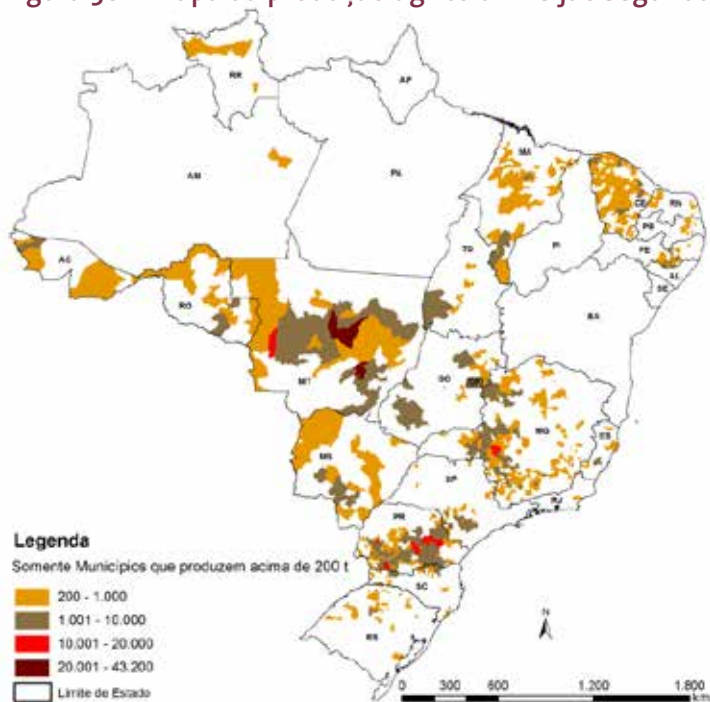 RR
AP
AM
PA
MA
CE
RN
PB
PE
AL
SE
PI
TO
AC
RO
BA
MT
GO
DF
MG
ES
MS
SP
RJ
PR
SC
RS
Legenda
Somente Municípios que produzem acima de 200 t
200 - 1.000
1.001 - 10.000
10.001 - 20.000
20.001 - 43.200
Limite de Estado
N
0 300 600 1.200 1.800
km